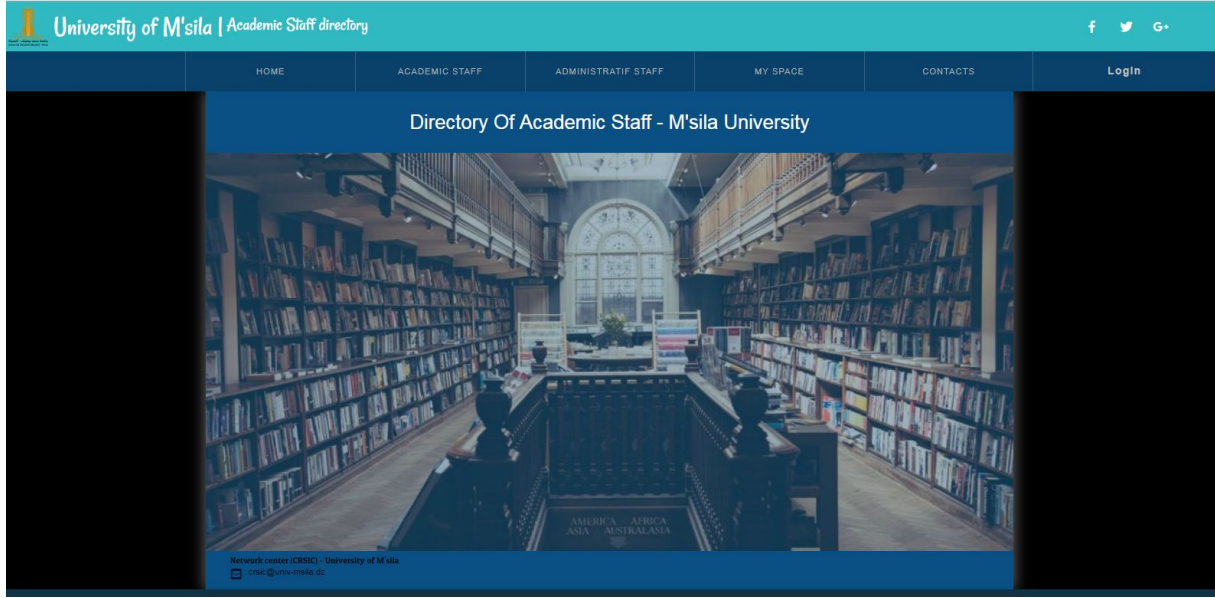 University of M'sila | Academic Staff directory
G+
HOME ACADEMIC STAFF ADMINISTRATIF STAFF MY SPACE CONTACTS LogIn
Directory Of Academic Staff - M'sila University
AMERICA AFRICA
ASIA AUSTRALASIA
Network center (CRSIC) - University of M'sila
crsic@univ-msila.dz